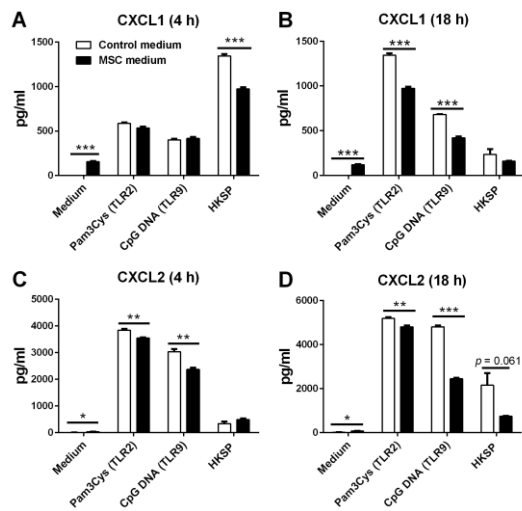 A
CXCL1 (4 h)
Control medium
MSC medium
***
***
pg/ml
1500
1000
500
0
Medium
Pam3Cys (TLR2)
CpG DNA (TLR9)
HKSP
B
CXCL1 (18 h)
***
***
***
pg/ml
1500
1000
500
0
Medium
Pam3Cys (TLR2)
CpG DNA (TLR9)
HKSP
C
CXCL2 (4 h)
**
**
*
pg/ml
5000
4000
3000
2000
1000
0
Medium
Pam3Cys (TLR2)
CpG DNA (TLR9)
HKSP
D
CXCL2 (18 h)
**
***
p = 0.061
*
pg/ml
6000
4000
2000
0
Medium
Pam3Cys (TLR2)
CpG DNA (TLR9)
HKSP